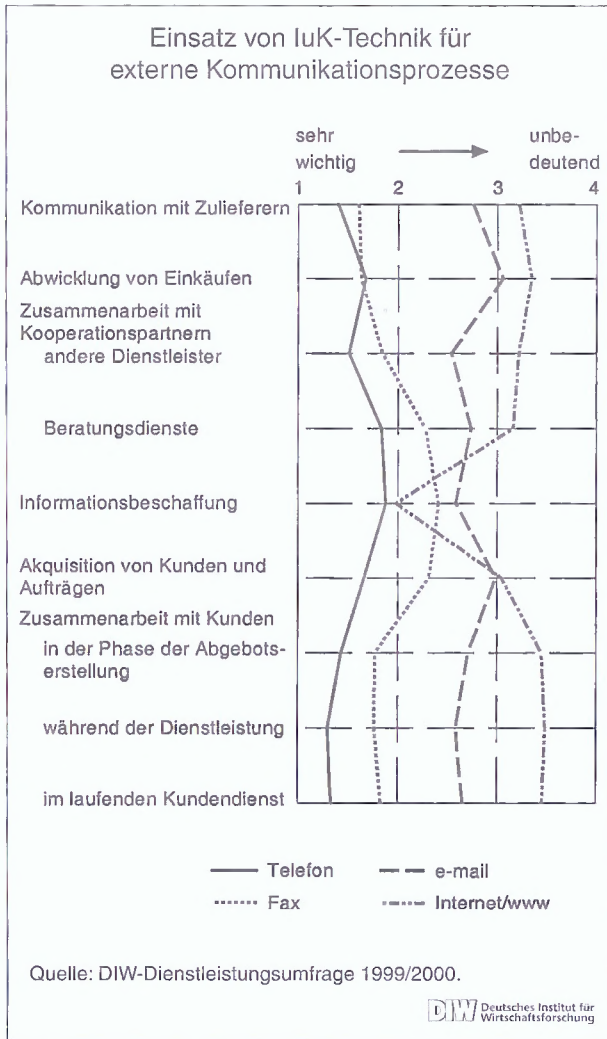 Einsatz von IuK-Technik für
externe Kommunikationsprozesse
sehr
wichtig
unbe-
deutend
1 2 3 4
Kommunikation mit Zulieferern
Abwicklung von Einkäufen
Zusammenarbeit mit
Kooperationspartnern
andere Dienstleister
Beratungsdienste
Informationsbeschaffung
Akquisition von Kunden und
Aufträgen
Zusammenarbeit mit Kunden
in der Phase der Abgebots-
erstellung
während der Dienstleistung
im laufenden Kundendienst
Telefon
e-mail
Fax
Internet/www
Quelle: DIW-Dienstleistungsumfrage 1999/2000.
DIW Deutsches Institut für
Wirtschaftsforschung